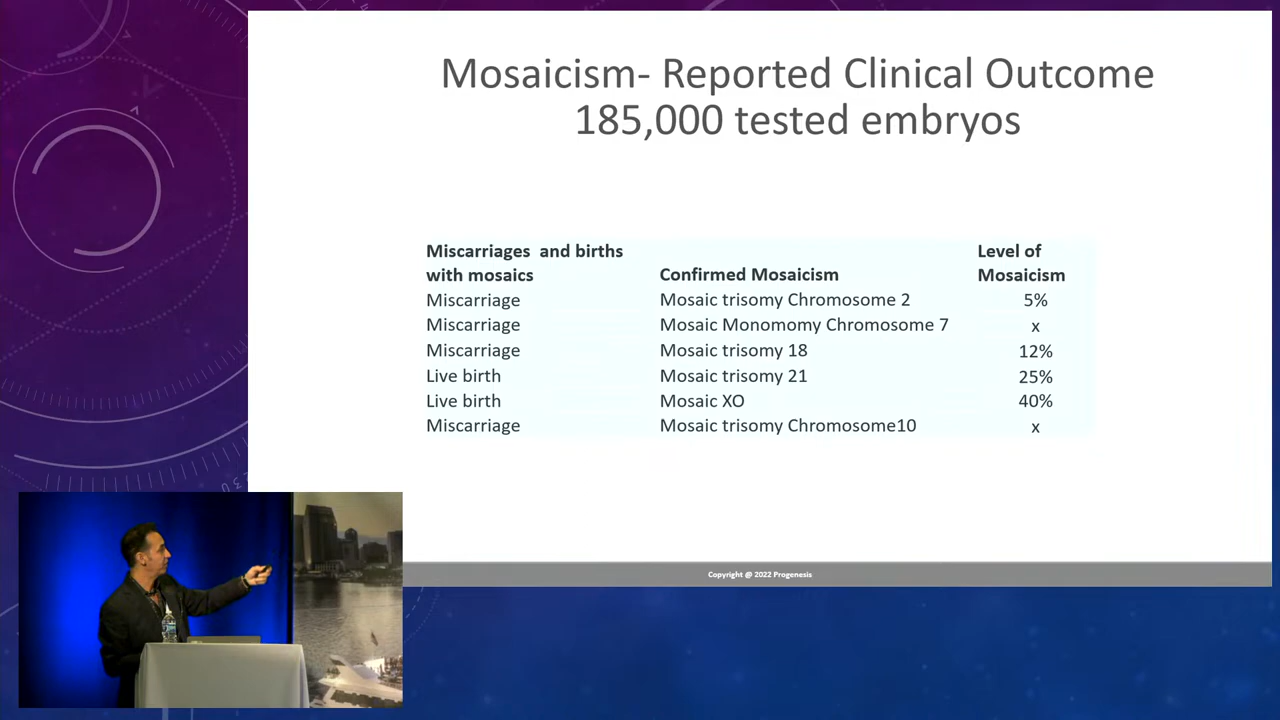 Mosaicism- Reported Clinical Outcome
185,000 tested embryos
Miscarriages and births with mosaics Confirmed Mosaicism Level of Mosaicism
Miscarriage Mosaic trisomy Chromosome 2 5%
Miscarriage Mosaic Monomomy Chromosome 7 x
Miscarriage Mosaic trisomy 18 12%
Live birth Mosaic trisomy 21 25%
Live birth Mosaic XO 40%
Miscarriage Mosaic trisomy Chromosome10 x
Copyright @ 2022 Progenesis